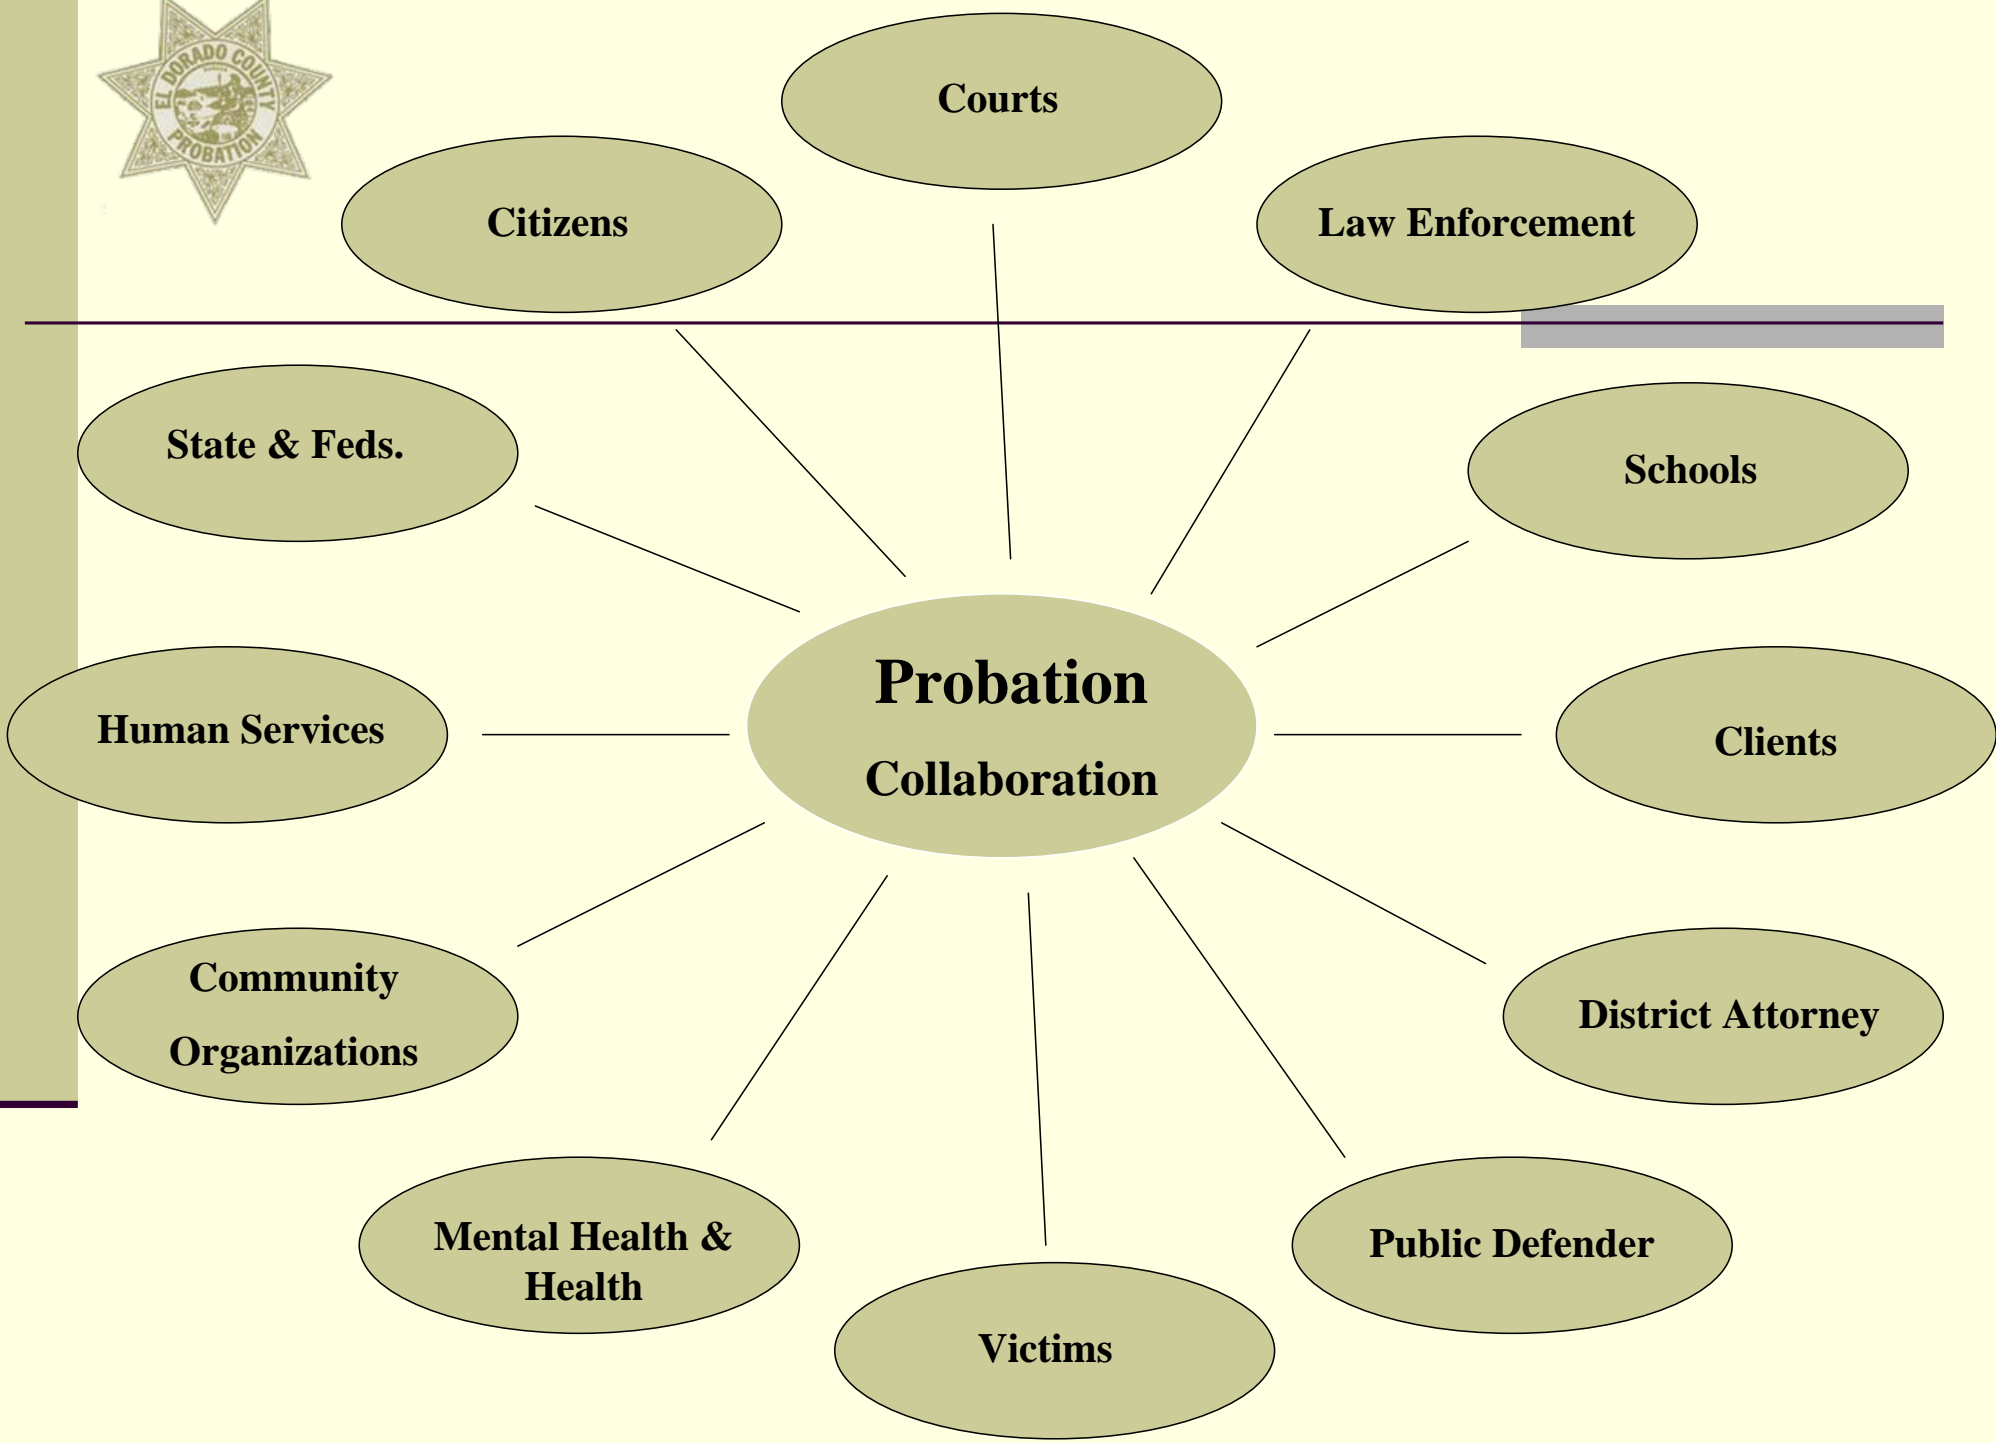 EL DORADO COUNTY
PROBATION
Courts
Citizens
Law Enforcement
State & Feds.
Schools
Probation
Collaboration
Human Services
Clients
Community
Organizations
District Attorney
Mental Health &
Health
Public Defender
Victims